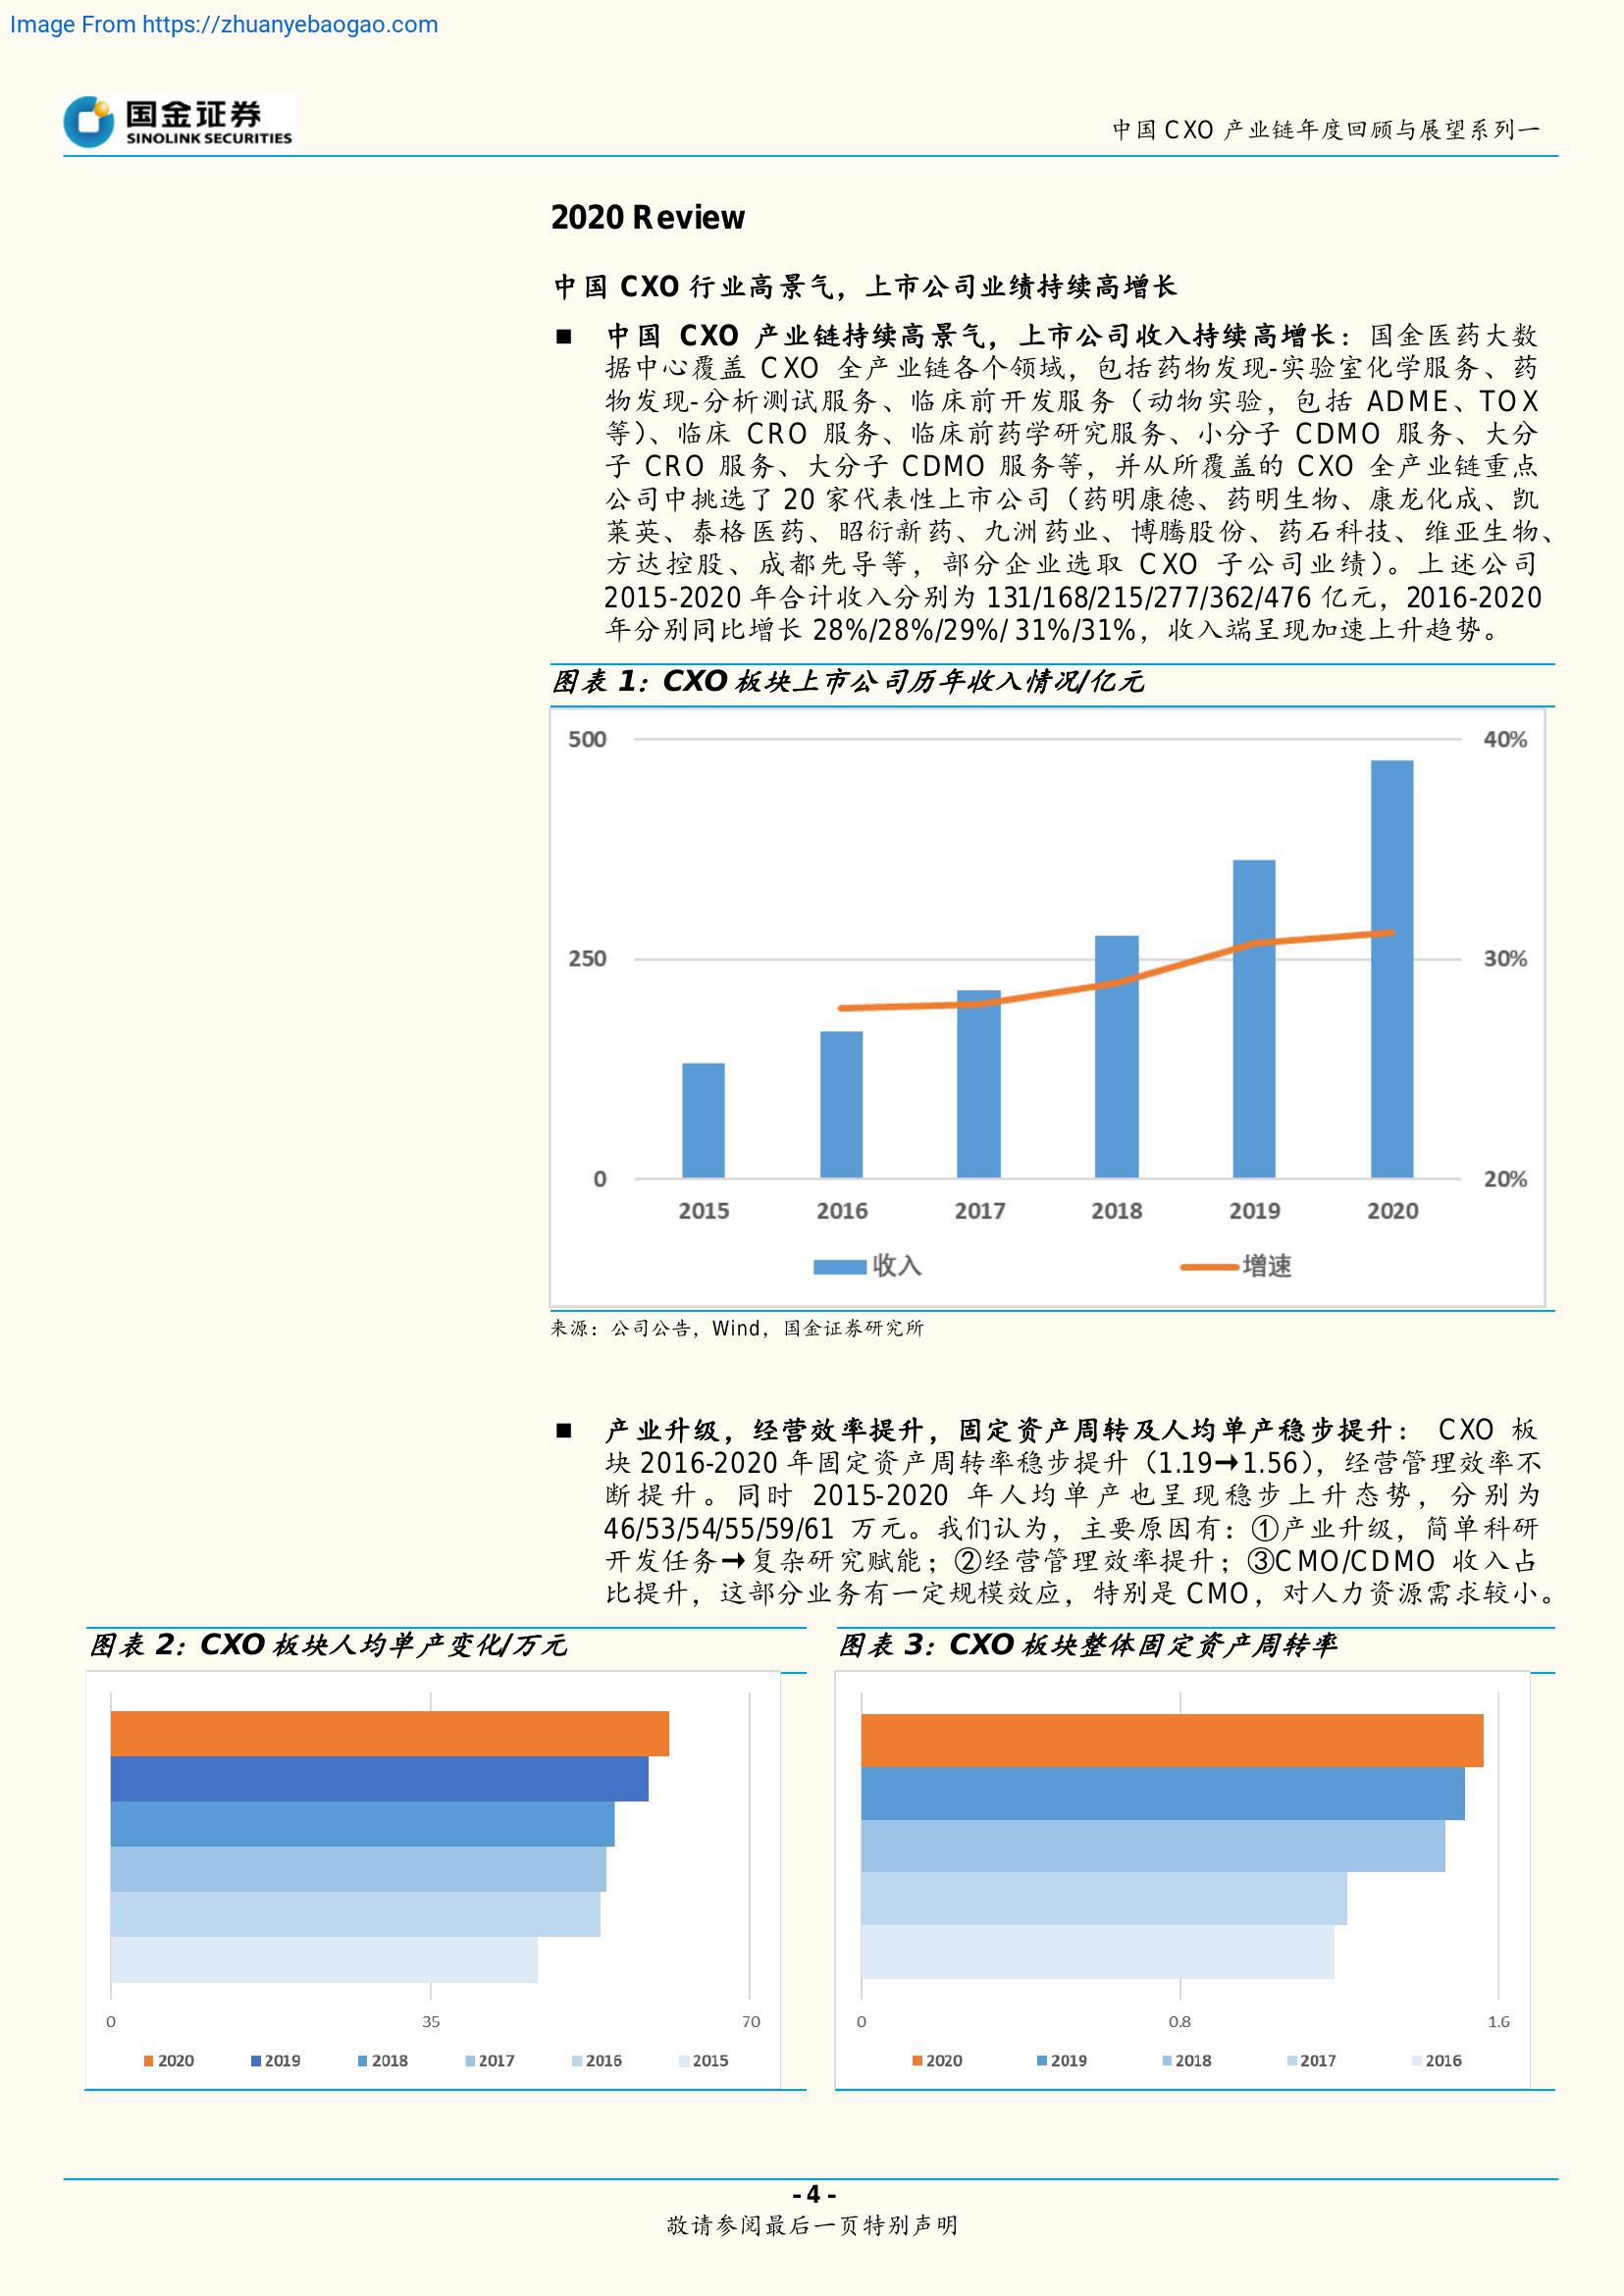 Image From https://zhuanyebaogao.com
国金证券
SINOLINK SECURITIES
中国 CXO 产业链年度回顾与展望系列一
2020 Review
中国 CXO 行业高景气，上市公司业绩持续高增长
■ 中国 CXO 产业链持续高景气，上市公司收入持续高增长：国金医药大数
据中心覆盖 CXO 全产业链各个领域，包括药物发现-实验室化学服务、药
物发现-分析测试服务、临床前开发服务（动物实验，包括 ADME、TOX
等）、临床 CRO 服务、临床前药学研究服务、小分子 CDMO 服务、大分
子 CRO 服务、大分子 CDMO 服务等，并从所覆盖的 CXO 全产业链重点
公司中挑选了 20 家代表性上市公司（药明康德、药明生物、康龙化成、凯
莱英、泰格医药、昭衍新药、九洲药业、博腾股份、药石科技、维亚生物、
方达控股、成都先导等，部分企业选取 CXO 子公司业绩）。上述公司
2015-2020 年合计收入分别为 131/168/215/277/362/476 亿元，2016-2020
年分别同比增长 28%/28%/29%/ 31%/31%，收入端呈现加速上升趋势。
图表 1：CXO 板块上市公司历年收入情况/亿元
500 40%
250 30%
0 20%
2015 2016 2017 2018 2019 2020
收入 增速
来源：公司公告，Wind，国金证券研究所
■ 产业升级，经营效率提升，固定资产周转及人均单产稳步提升： CXO 板
块 2016-2020 年固定资产周转率稳步提升（1.19→1.56），经营管理效率不
断提升。同时 2015-2020 年人均单产也呈现稳步上升态势，分别为
46/53/54/55/59/61 万元。我们认为，主要原因有：①产业升级，简单科研
开发任务→复杂研究赋能；②经营管理效率提升；③CMO/CDMO 收入占
比提升，这部分业务有一定规模效应，特别是 CMO，对人力资源需求较小。
图表 2：CXO 板块人均单产变化/万元
0 35 70
2020 2019 2018 2017 2016 2015
图表 3：CXO 板块整体固定资产周转率
0 0.8 1.6
2020 2019 2018 2017 2016
- 4 -
敬请参阅最后一页特别声明